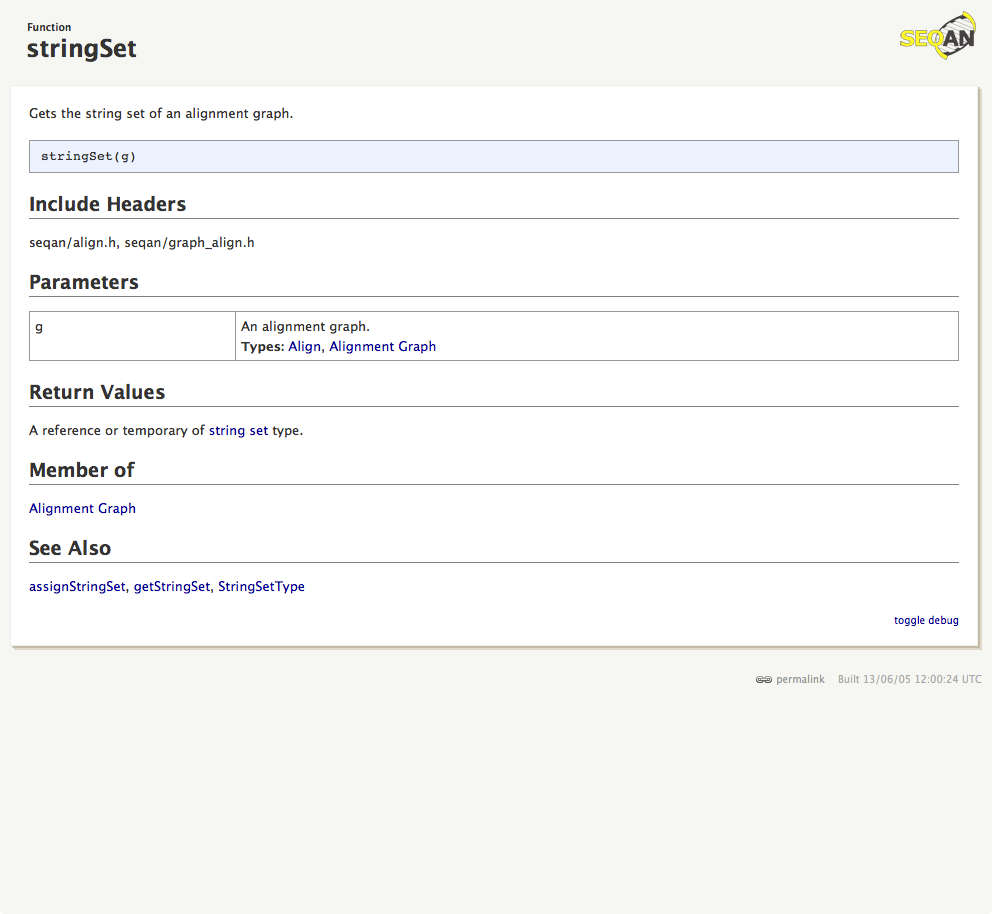 Function
stringSet
SEQAN
Gets the string set of an alignment graph.
stringSet(g)
Include Headers
seqan/align.h, seqan/graph_align.h
Parameters
g
An alignment graph.
Types: Align, Alignment Graph
Return Values
A reference or temporary of string set type.
Member of
Alignment Graph
See Also
assignStringSet, getStringSet, StringSetType
toggle debug
permalink Built 13/06/05 12:00:24 UTC